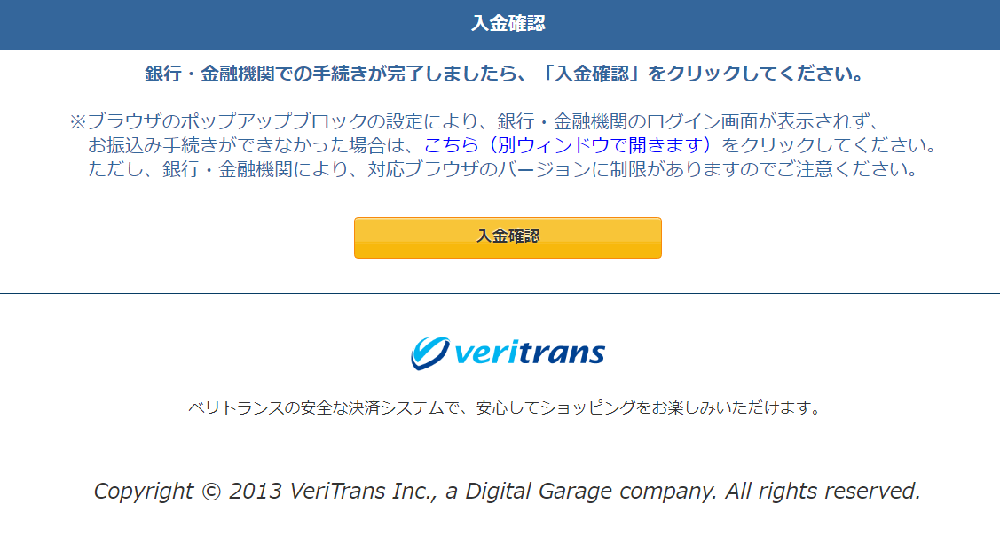 入金確認
銀行・金融機関での手続きが完了しましたら、「入金確認」をクリックしてください。
※ブラウザのポップアップブロックの設定により、銀行・金融機関のログイン画面が表示されず、
お振込み手続きができなかった場合は、こちら（別ウィンドウで開きます）をクリックしてください。
ただし、銀行・金融機関により、対応ブラウザのバージョンに制限がありますのでご注意ください。
入金確認
veritrans
ベリトランスの安全な決済システムで、安心してショッピングをお楽しみいただけます。
Copyright © 2013 VeriTrans Inc., a Digital Garage company. All rights reserved.